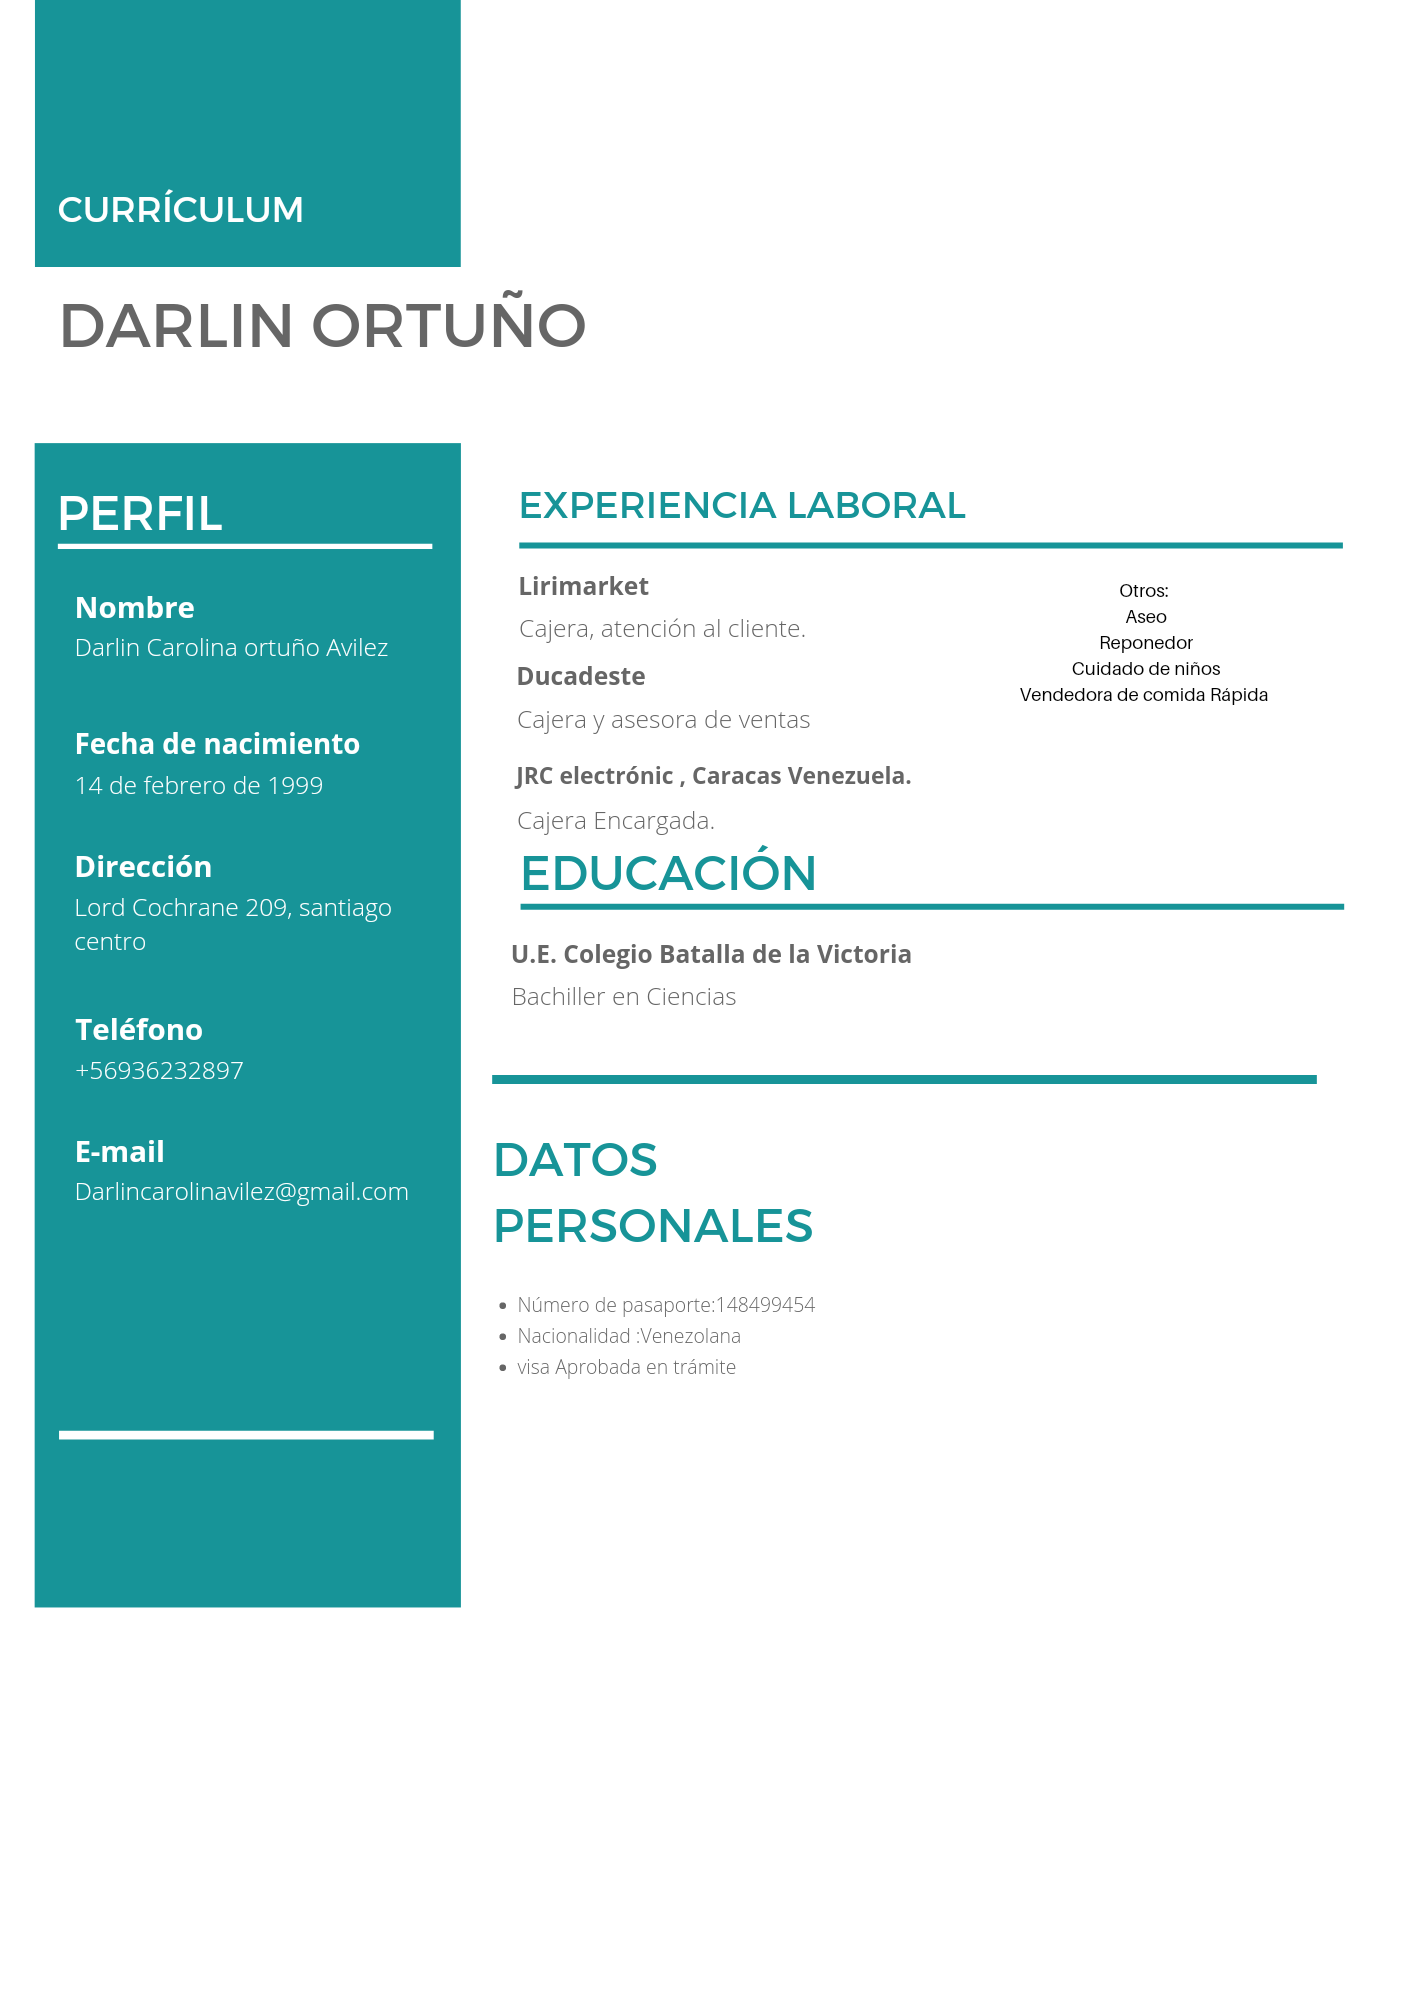 CURRÍCULUM
DARLIN ORTUÑO
PERFIL
Nombre
Darlin Carolina ortuño Avilez
Fecha de nacimiento
14 de febrero de 1999
Dirección
Lord Cochrane 209, santiago
centro
Teléfono
+56936232897
E-mail
Darlincarolinavilez@gmail.com
EXPERIENCIA LABORAL
Lirimarket
Cajera, atención al cliente.
Ducadeste
Cajera y asesora de ventas
JRC electrónic , Caracas Venezuela.
Cajera Encargada.
Otros:
Aseo
Reponedor
Cuidado de niños
Vendedora de comida Rápida
EDUCACIÓN
U.E. Colegio Batalla de la Victoria
Bachiller en Ciencias
DATOS
PERSONALES
• Número de pasaporte:148499454
• Nacionalidad :Venezolana
• visa Aprobada en trámite